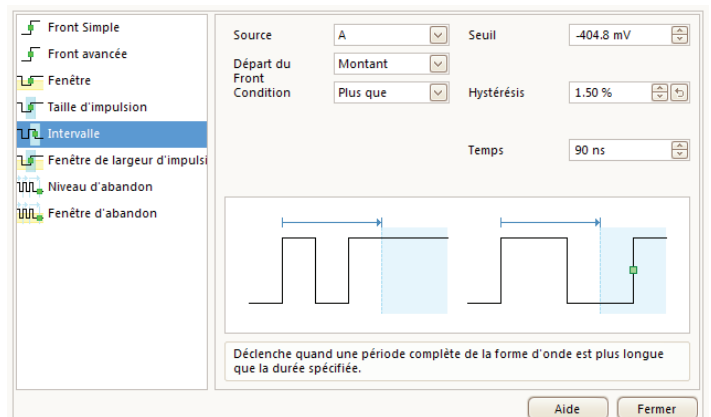 Front Simple
Front avancée
Fenêtre
Taille d'impulsion
Intervalle
Fenêtre de largeur d'impulsi
Niveau d'abandon
Fenêtre d'abandon
Source A Seuil -404.8 mV
Départ du Front Montant
Condition Plus que Hystérésis 1.50 %
Temps 90 ns
Déclenche quand une période complète de la forme d'onde est plus longue
que la durée spécifiée.
Aide Fermer